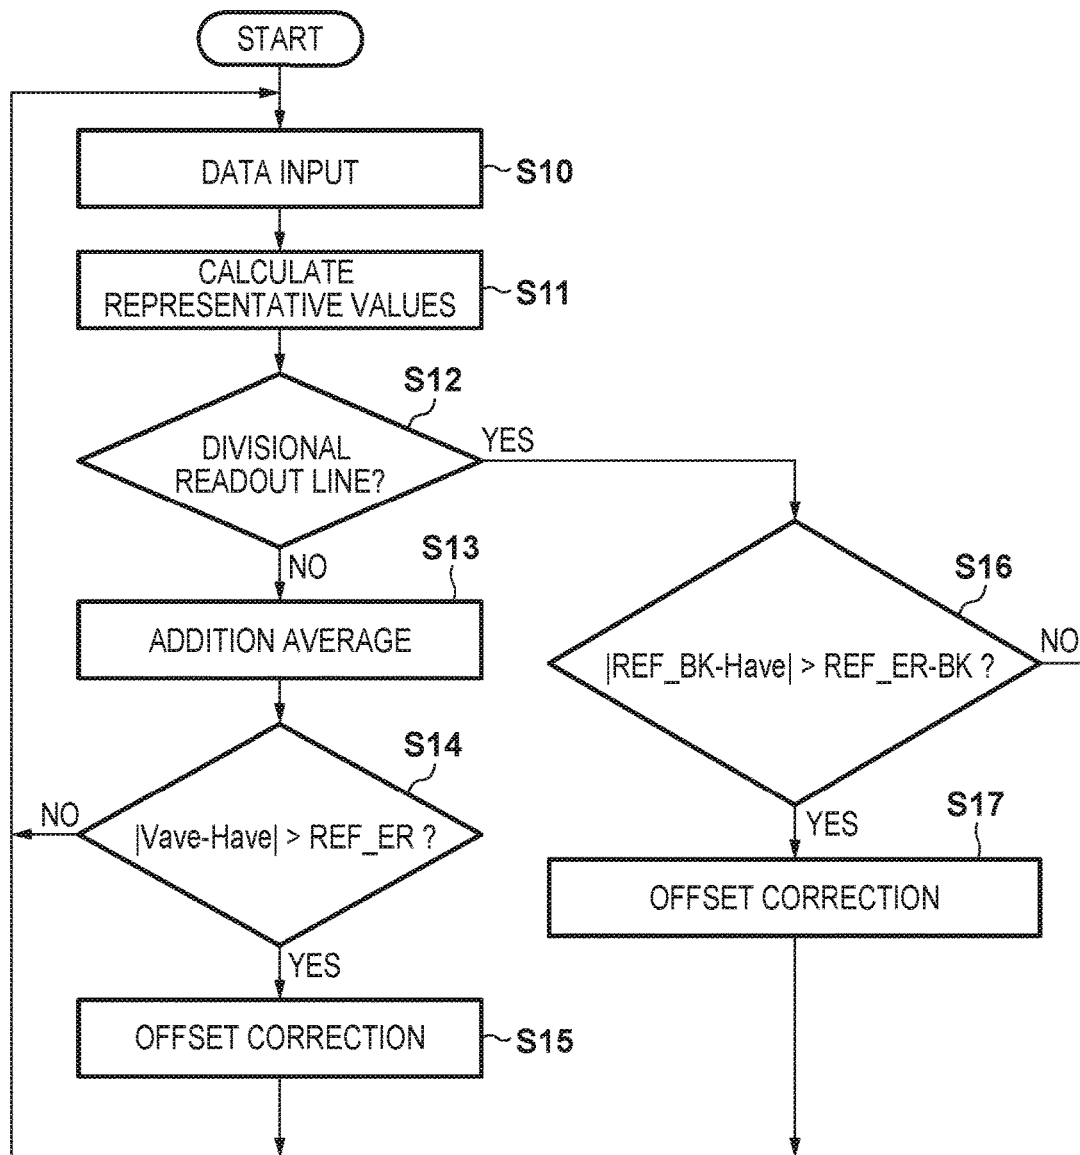 START
DATA INPUT
S10
CALCULATE
REPRESENTATIVE VALUES
S11
S12
DIVISIONAL
READOUT LINE?
YES
NO
S13
ADDITION AVERAGE
S14
|Vave-Have| > REF_ER ?
NO
YES
OFFSET CORRECTION
S15
S16
|REF_BK-Have| > REF_ER-BK ?
NO
YES
S17
OFFSET CORRECTION